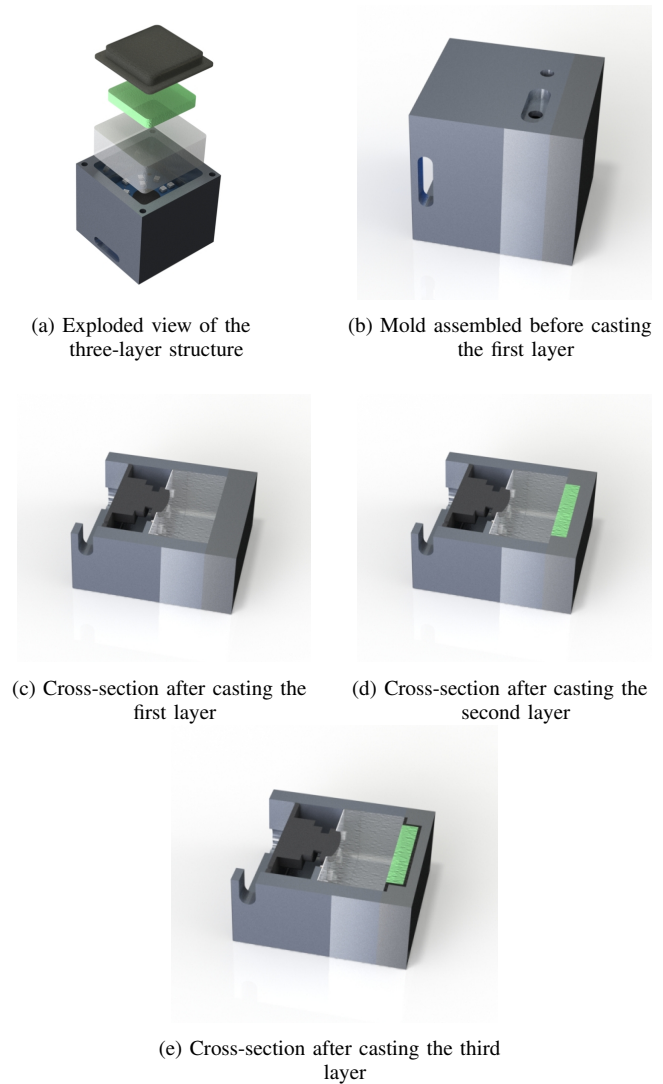 (a) Exploded view of the
three-layer structure
(b) Mold assembled before casting
the first layer
(c) Cross-section after casting the
first layer
(d) Cross-section after casting the
second layer
(e) Cross-section after casting the third
layer